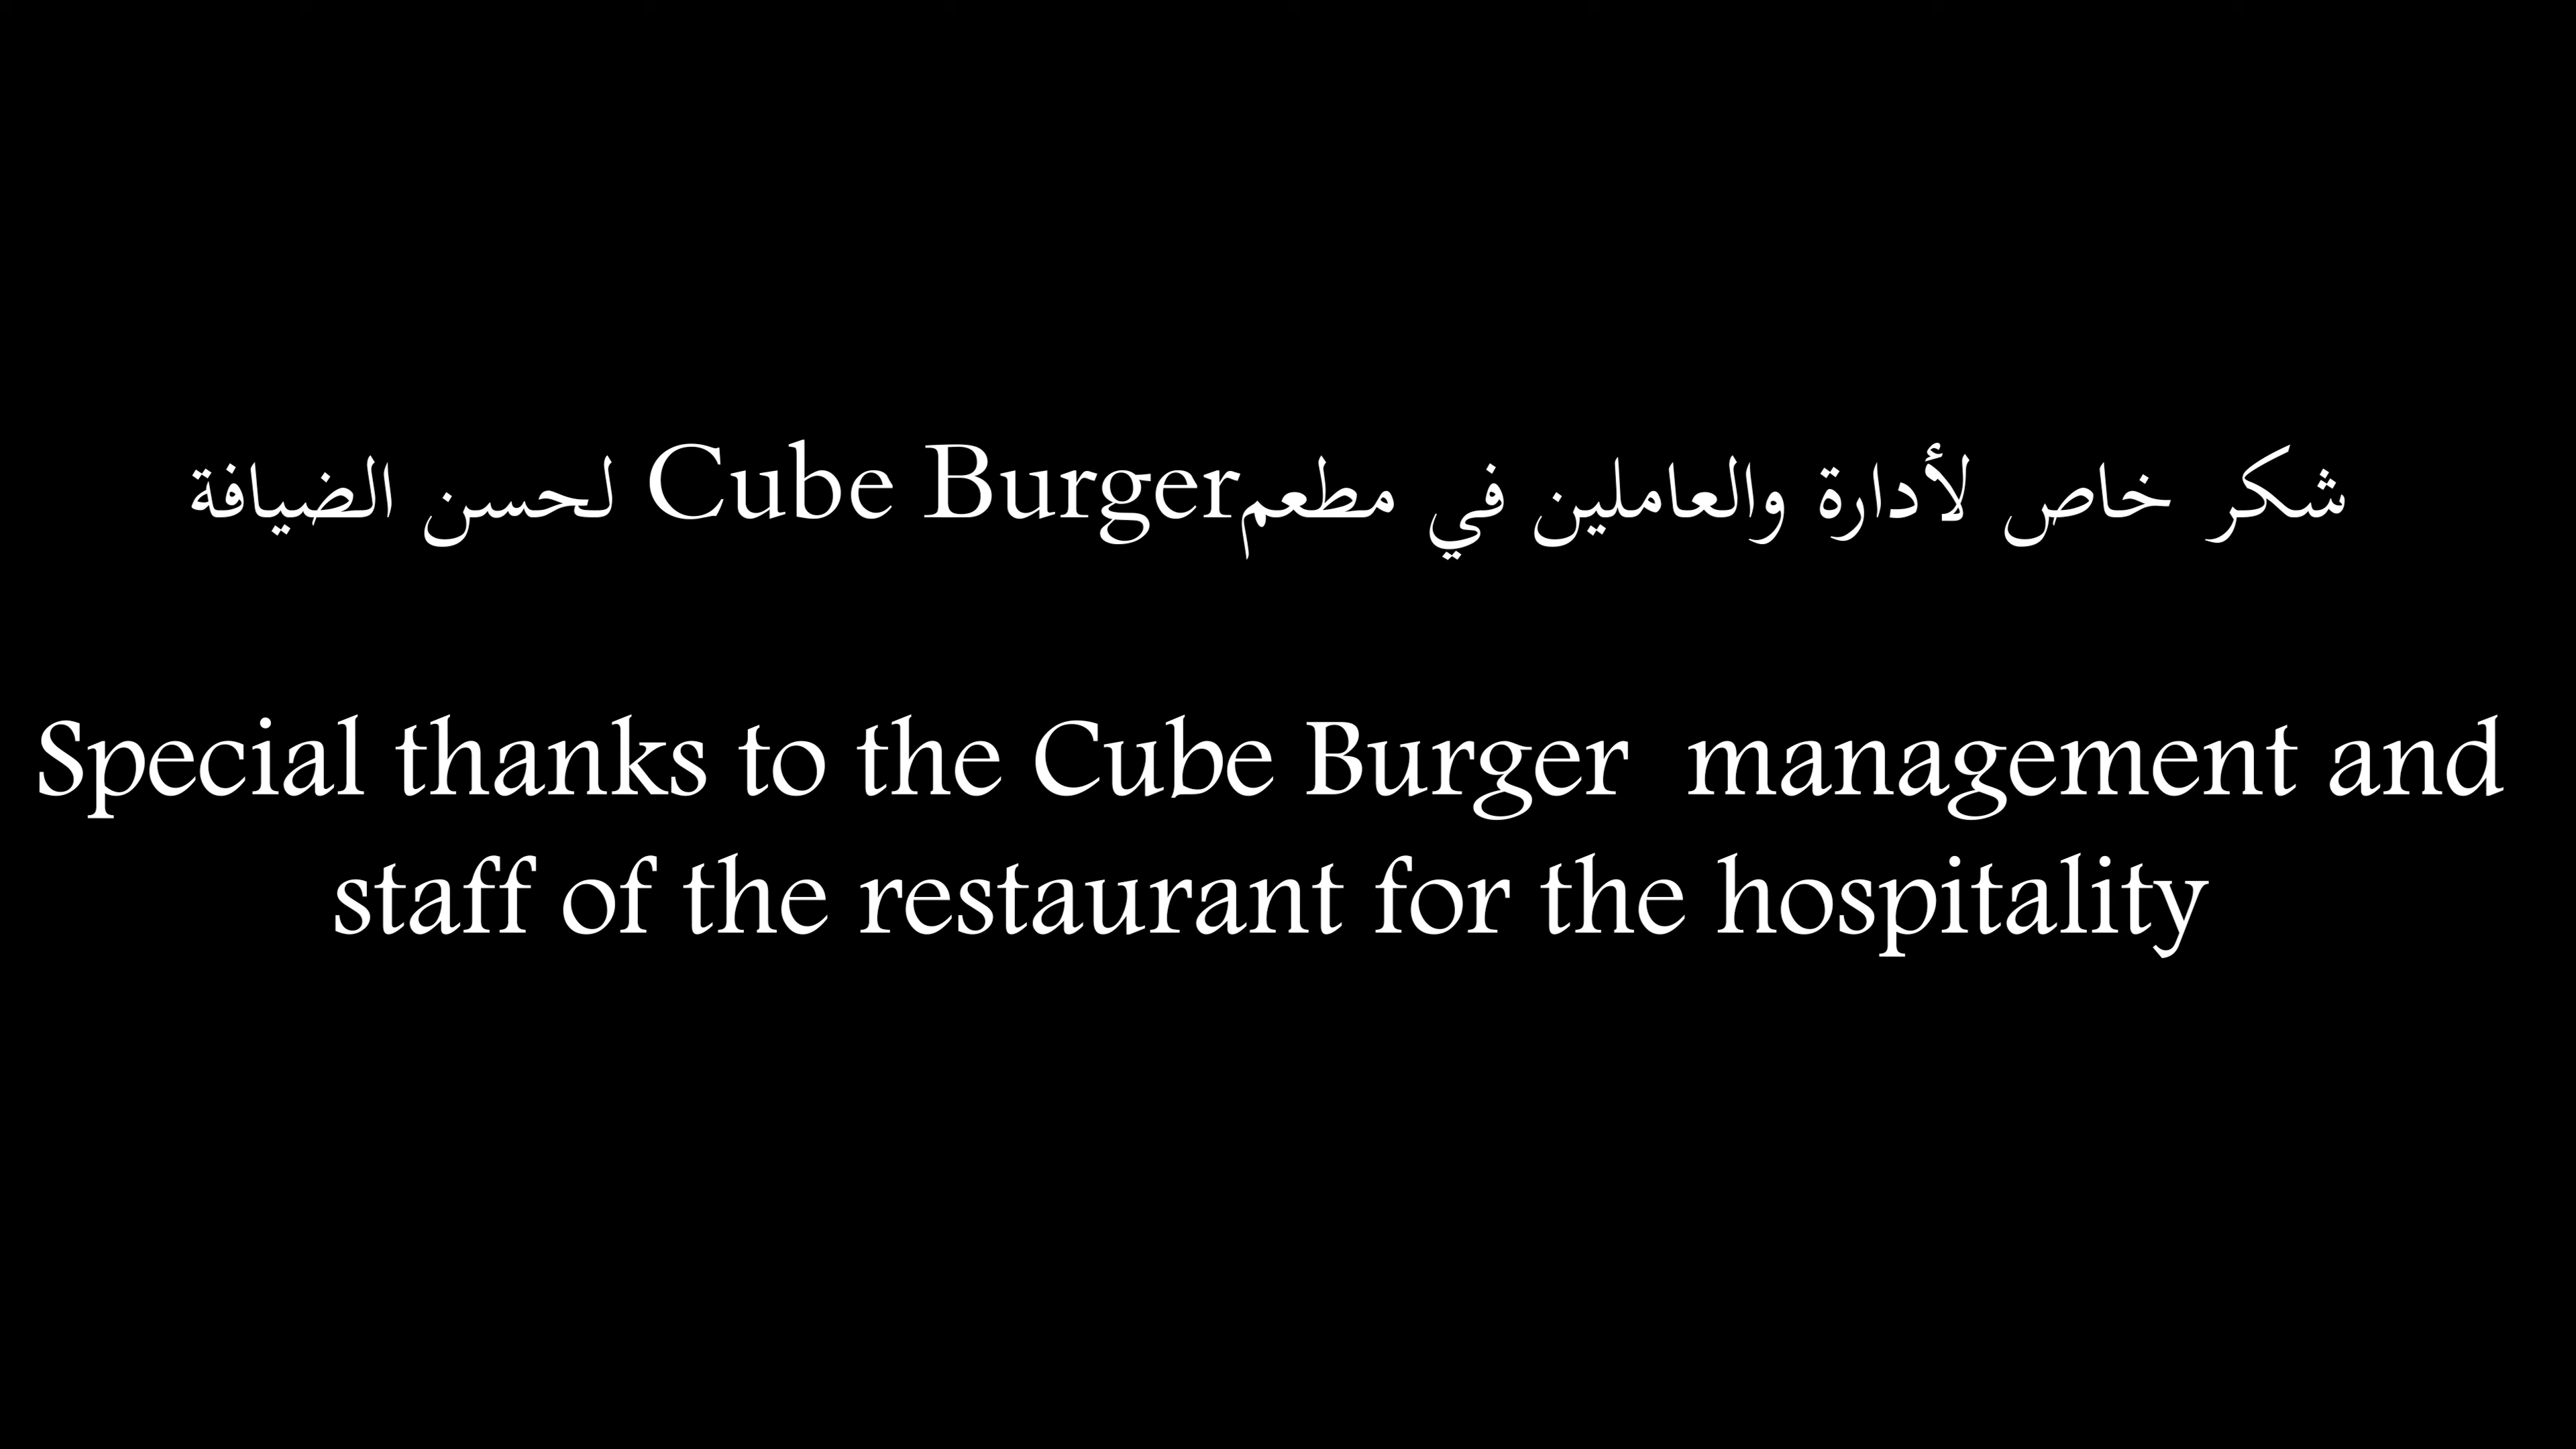 شكر خاص لأدارة والعاملين في مطعمCube Burger لحسن الضيافة
Special thanks to the Cube Burger  management and
staff of the restaurant for the hospitality